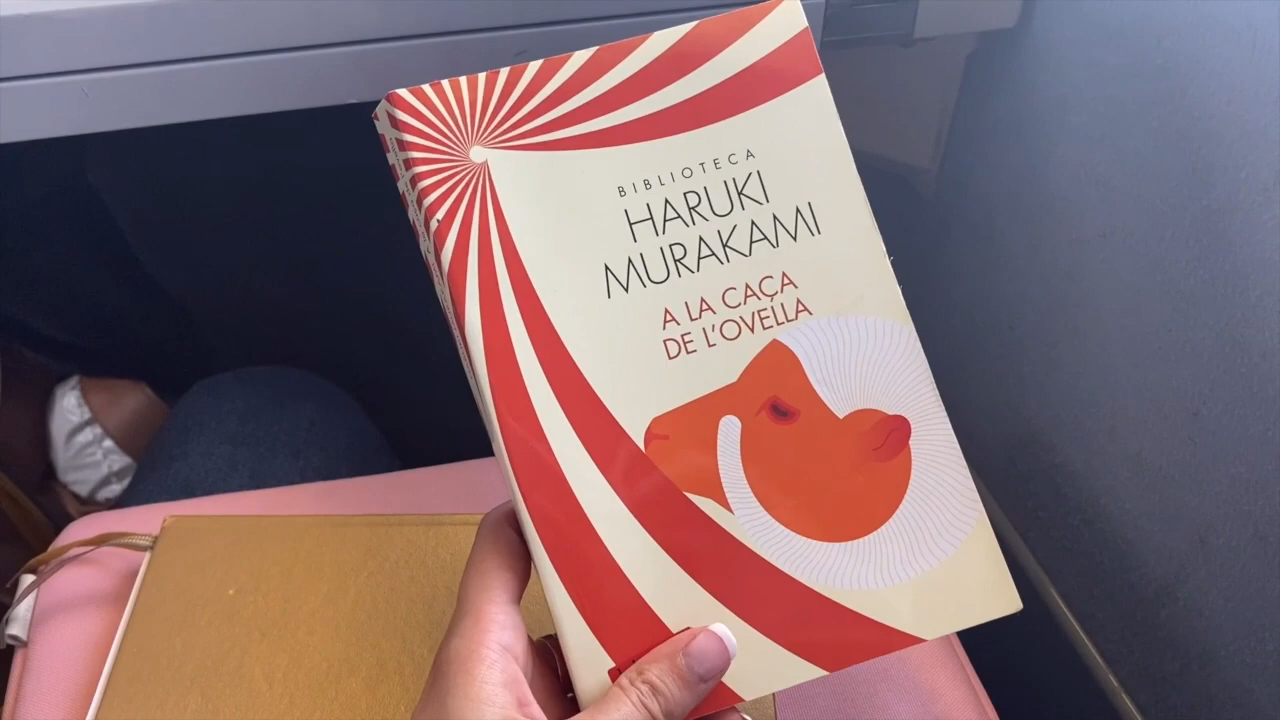 BIBLIOTECA
HARUKI
MURAKAMI
A LA CAÇA
DE L'OVELLA